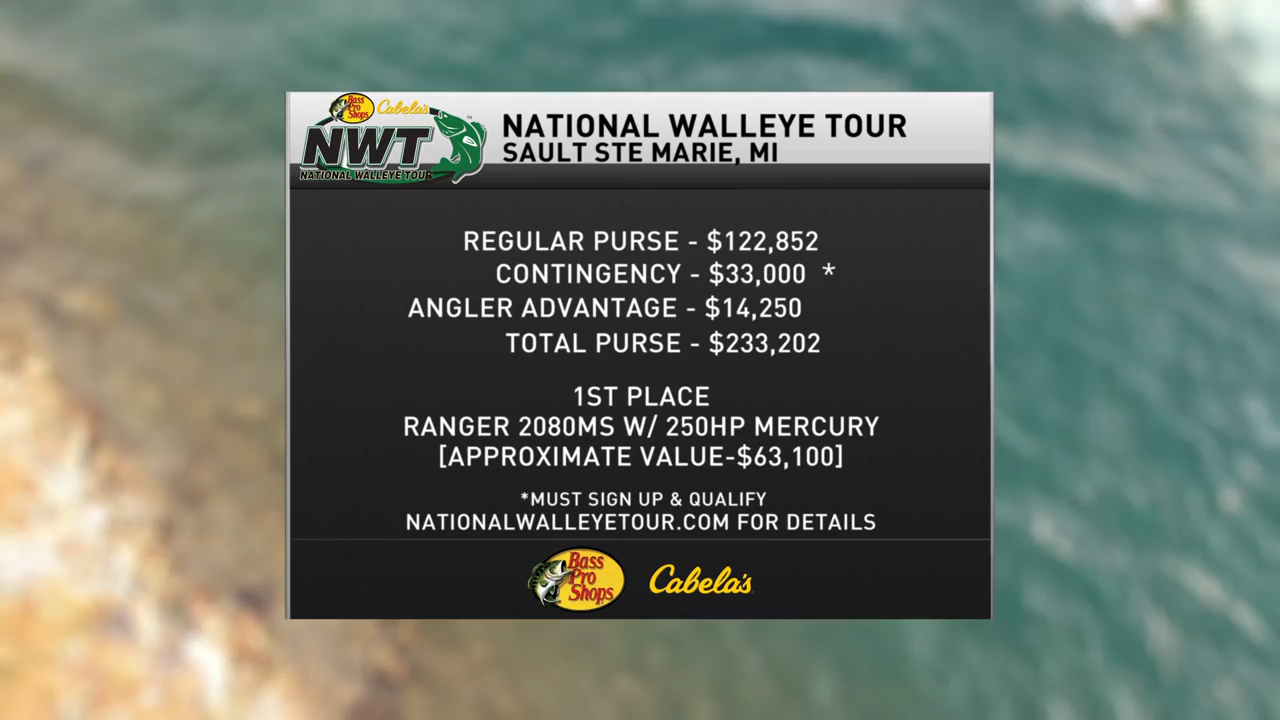 Bass
Pro
Shops
Cabela's
NWT
NATIONAL WALLEYE TOUR
TM
NATIONAL WALLEYE TOUR
SAULT STE MARIE, MI
REGULAR PURSE - $122,852
CONTINGENCY - $33,000 *
ANGLER ADVANTAGE - $14,250
TOTAL PURSE - $233,202
1ST PLACE
RANGER 2080MS W/ 250HP MERCURY
[APPROXIMATE VALUE-$63,100]
*MUST SIGN UP & QUALIFY
NATIONALWALLEYETOUR.COM FOR DETAILS
Bass
Pro
Shops
Cabela's